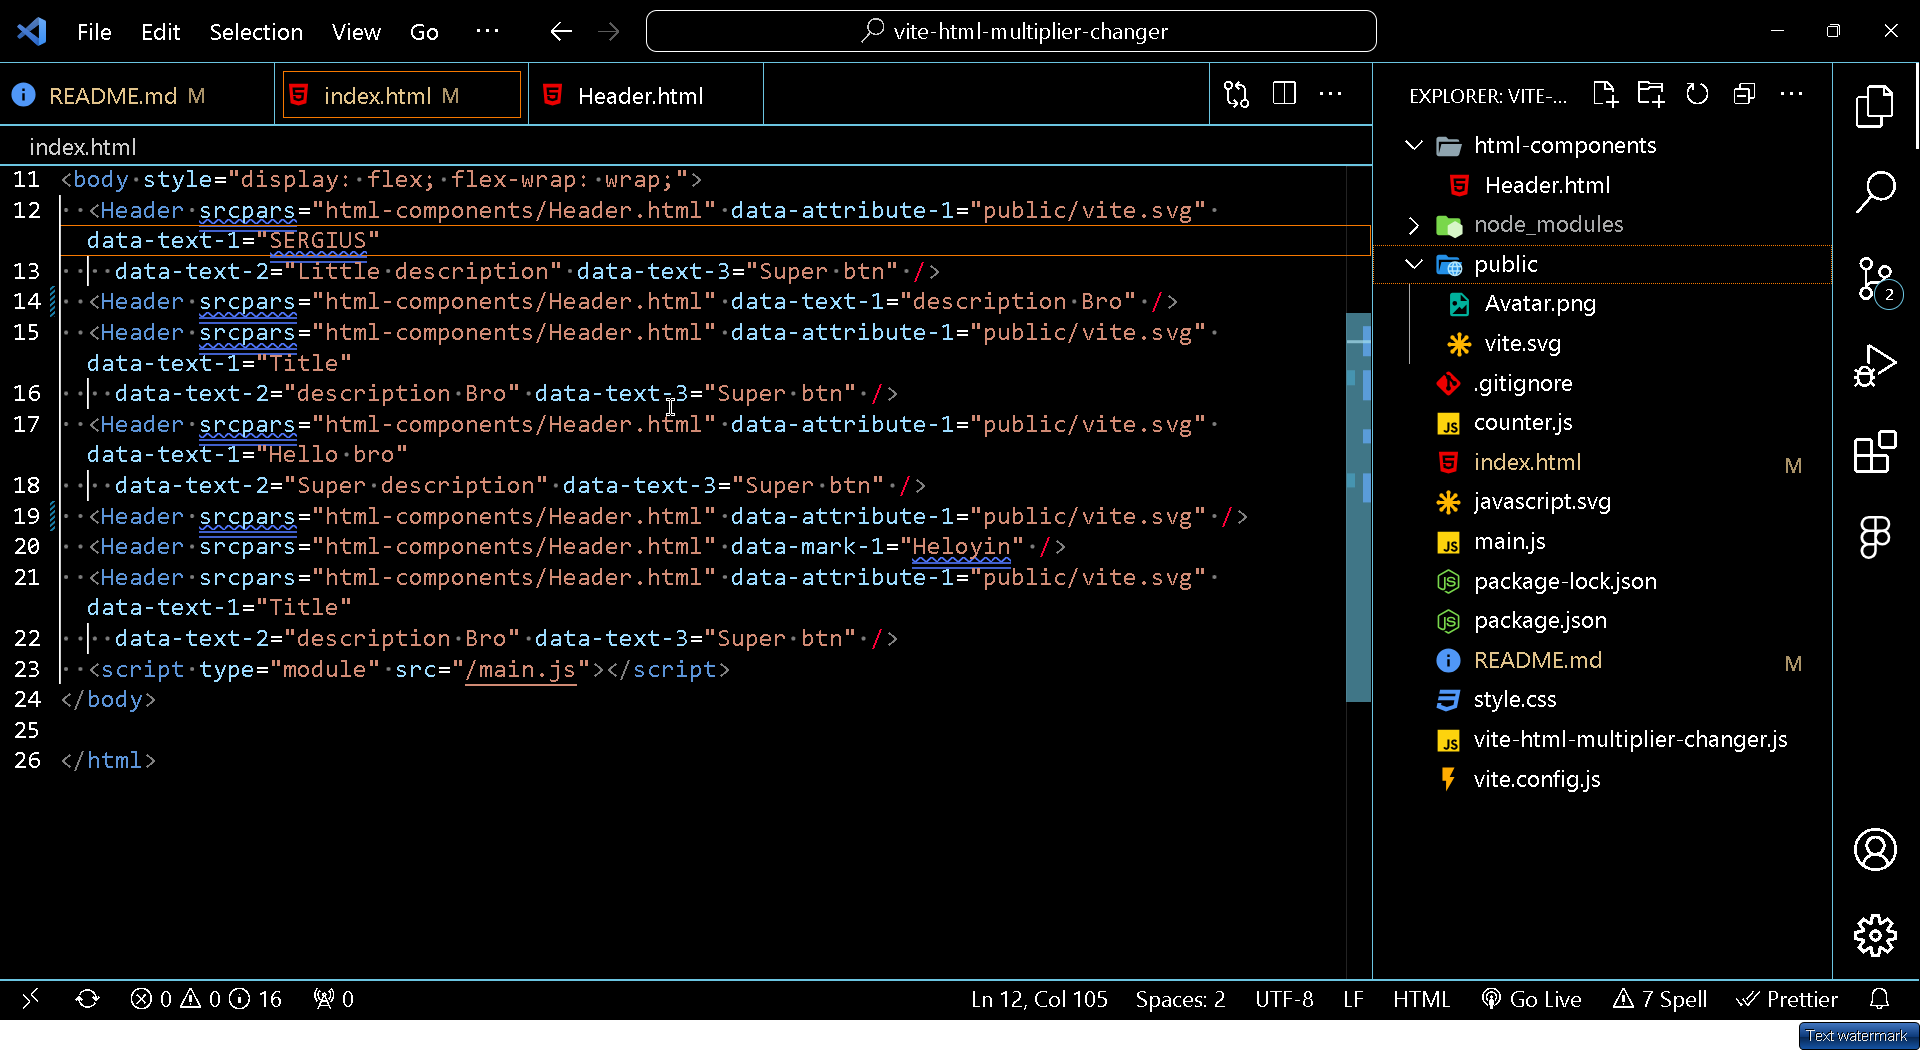 File Edit Selection View Go ··· vite-html-multiplier-changer
README.md M index.html M Header.html
index.html
11 <body style="display: flex; flex-wrap: wrap;">
12 <Header srcpars="html-components/Header.html" data-attribute-1="public/vite.svg"
data-text-1="SERGIUS"
13 data-text-2="Little description" data-text-3="Super btn" />
14 <Header srcpars="html-components/Header.html" data-text-1="description Bro" />
15 <Header srcpars="html-components/Header.html" data-attribute-1="public/vite.svg"
data-text-1="Title"
16 data-text-2="description Bro" data-text-3="Super btn" />
17 <Header srcpars="html-components/Header.html" data-attribute-1="public/vite.svg"
data-text-1="Hello bro"
18 data-text-2="Super description" data-text-3="Super btn" />
19 <Header srcpars="html-components/Header.html" data-attribute-1="public/vite.svg" />
20 <Header srcpars="html-components/Header.html" data-mark-1="Heloyin" />
21 <Header srcpars="html-components/Header.html" data-attribute-1="public/vite.svg"
data-text-1="Title"
22 data-text-2="description Bro" data-text-3="Super btn" />
23 <script type="module" src="/main.js"></script>
24 </body>
25
26 </html>
EXPLORER: VITE-...
html-components
Header.html
node_modules
public
Avatar.png
vite.svg
.gitignore
counter.js
index.html M
javascript.svg
main.js
package-lock.json
package.json
README.md M
style.css
vite-html-multiplier-changer.js
vite.config.js
2
0 0 16 0 Ln 12, Col 105 Spaces: 2 UTF-8 LF HTML Go Live 7 Spell Prettier
Text watermark